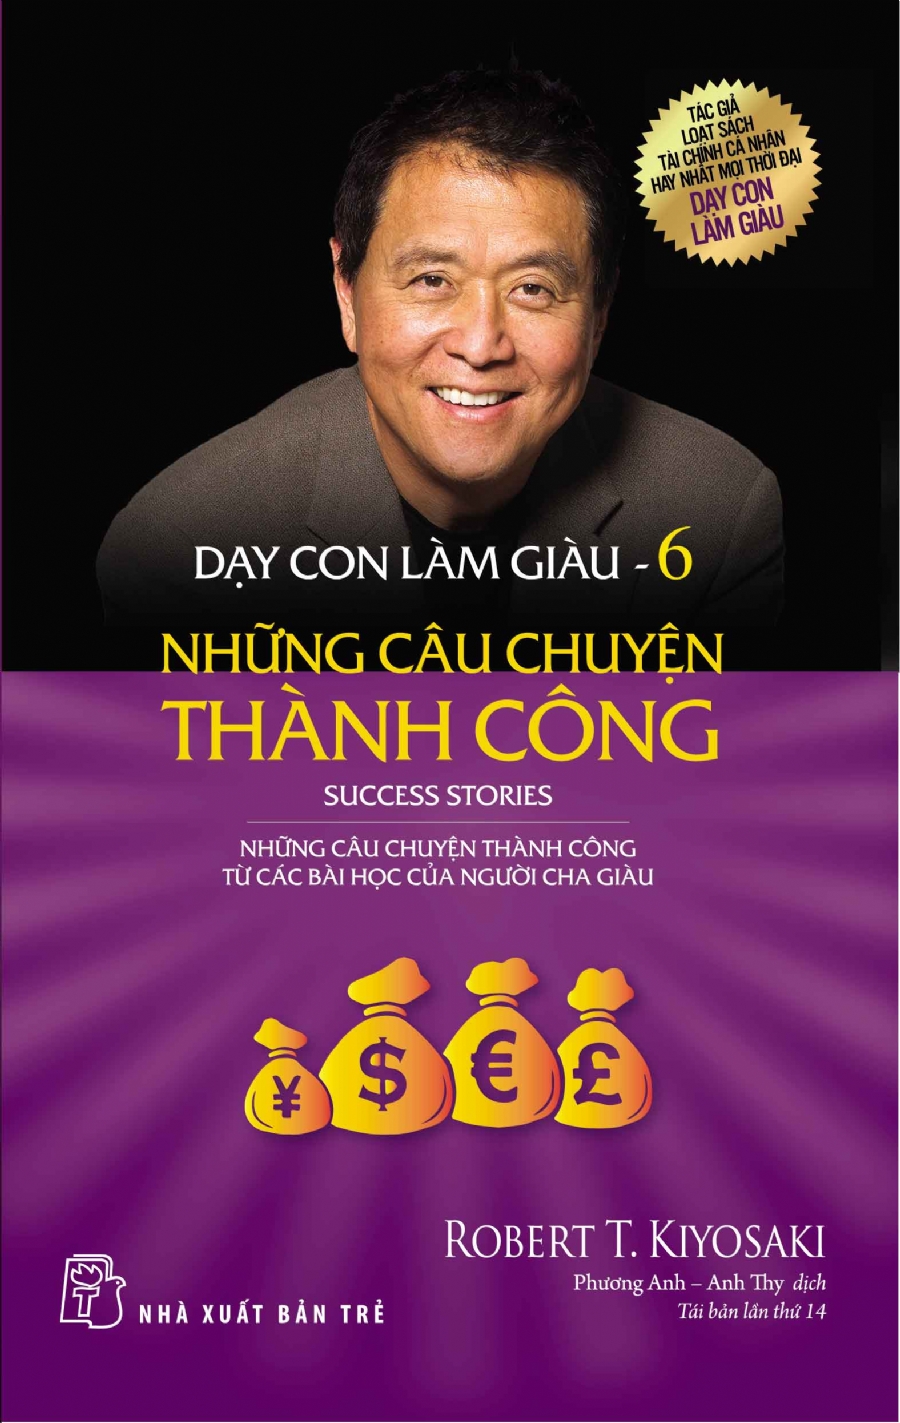 TÁC GIẢ
LOẠT SÁCH
TÀI CHÍNH CÁ NHÂN
HAY NHẤT MỌI THỜI ĐẠI
DẠY CON
LÀM GIÀU
DẠY CON LÀM GIÀU - 6
NHỮNG CÂU CHUYỆN
THÀNH CÔNG
SUCCESS STORIES
NHỮNG CÂU CHUYỆN THÀNH CÔNG
TỪ CÁC BÀI HỌC CỦA NGƯỜI CHA GIÀU
¥ $ € £
ROBERT T. KIYOSAKI
Phương Anh – Anh Thy dịch
Tái bản lần thứ 14
T
NHÀ XUẤT BẢN TRẺ